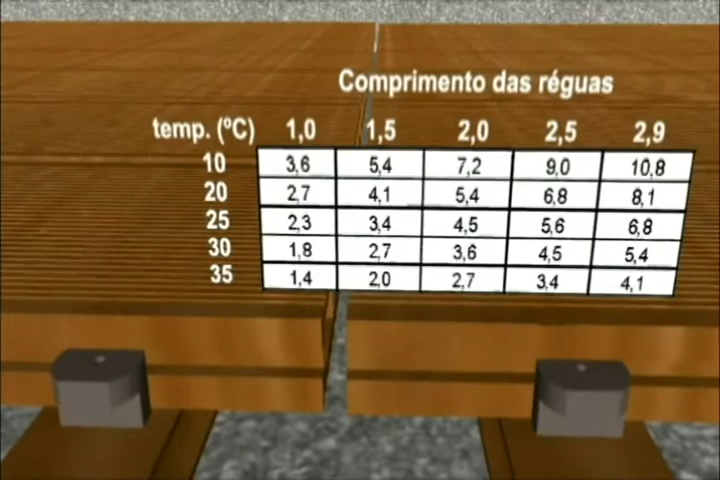 Comprimento das réguas
temp. (ºC) 1,0 1,5 2,0 2,5 2,9
10 3,6 5,4 7,2 9,0 10,8
20 2,7 4,1 5,4 6,8 8,1
25 2,3 3,4 4,5 5,6 6,8
30 1,8 2,7 3,6 4,5 5,4
35 1,4 2,0 2,7 3,4 4,1